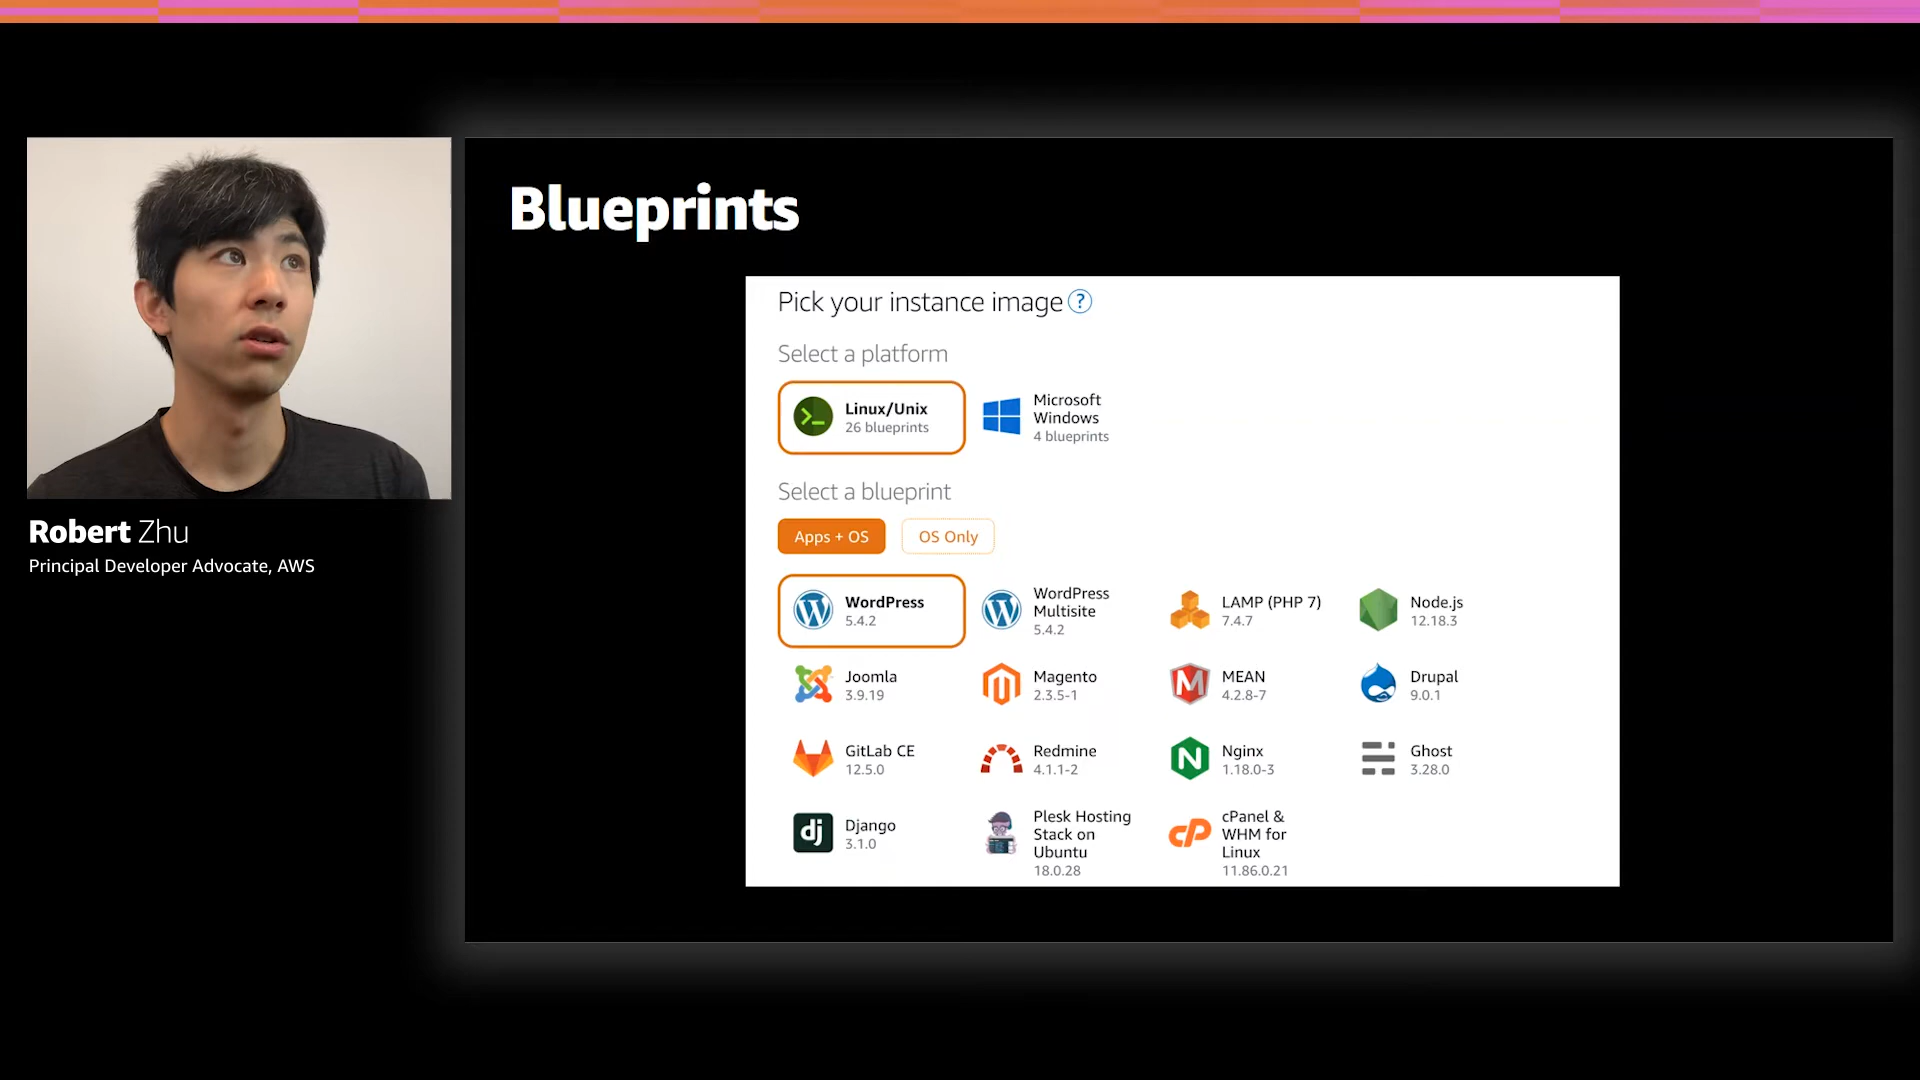 Blueprints
Pick your instance image ?
Select a platform
Linux/Unix
26 blueprints
Microsoft
Windows
4 blueprints
Select a blueprint
Apps + OS
OS Only
WordPress
5.4.2
WordPress
Multisite
5.4.2
LAMP (PHP 7)
7.4.7
Node.js
12.18.3
Joomla
3.9.19
Magento
2.3.5-1
MEAN
4.2.8-7
Drupal
9.0.1
GitLab CE
12.5.0
Redmine
4.1.1-2
Nginx
1.18.0-3
Ghost
3.28.0
dj
Django
3.1.0
Plesk Hosting
Stack on
Ubuntu
18.0.28
cP
cPanel &
WHM for
Linux
11.86.0.21
Robert Zhu
Principal Developer Advocate, AWS